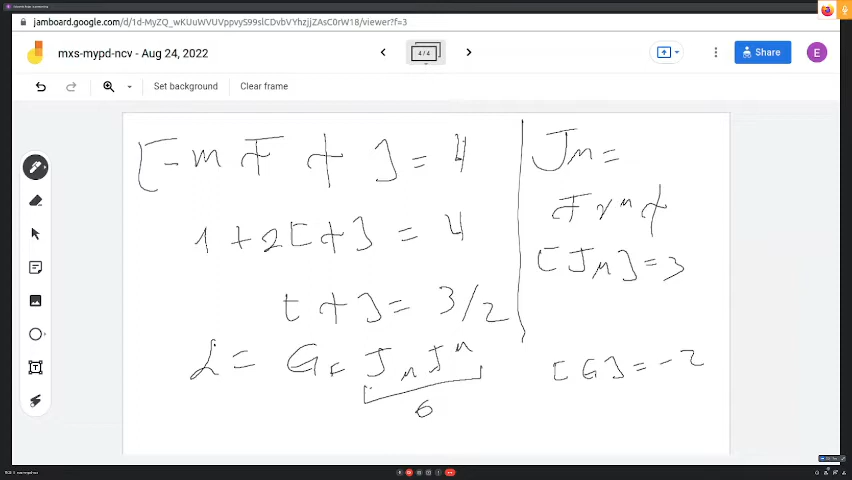 jamboard.google.com/d/1d-MyZQ_wKUuWVUVppvyS99slCDvubVYhzjjZAsC0rW18/viewer?f=3
mxs-mypd-ncv - Aug 24, 2022
4/4
Share
E
Set background
Clear frame
[-m ψ̄ ψ] = 4
1 + 2[ψ] = 4
[ψ] = 3/2
L = G_F J_μ J^μ
6
J_μ =
ψ̄ γ^μ ψ
[J_μ] = 3
[G] = -2